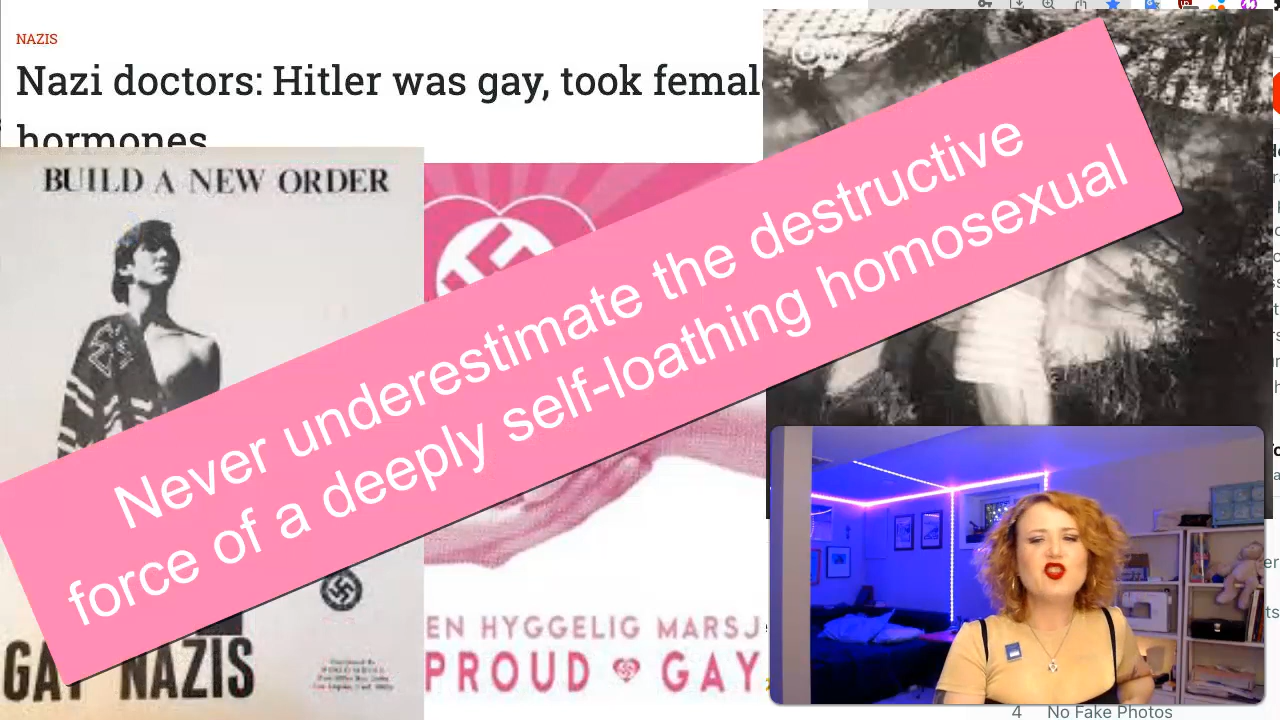 NAZIS
Nazi doctors: Hitler was gay, took female
hormones
BUILD A NEW ORDER
Never underestimate the destructive
force of a deeply self-loathing homosexual
EN HYGGELIG MARSJ
PROUD GAY
GAY NAZIS
4 No Fake Photos